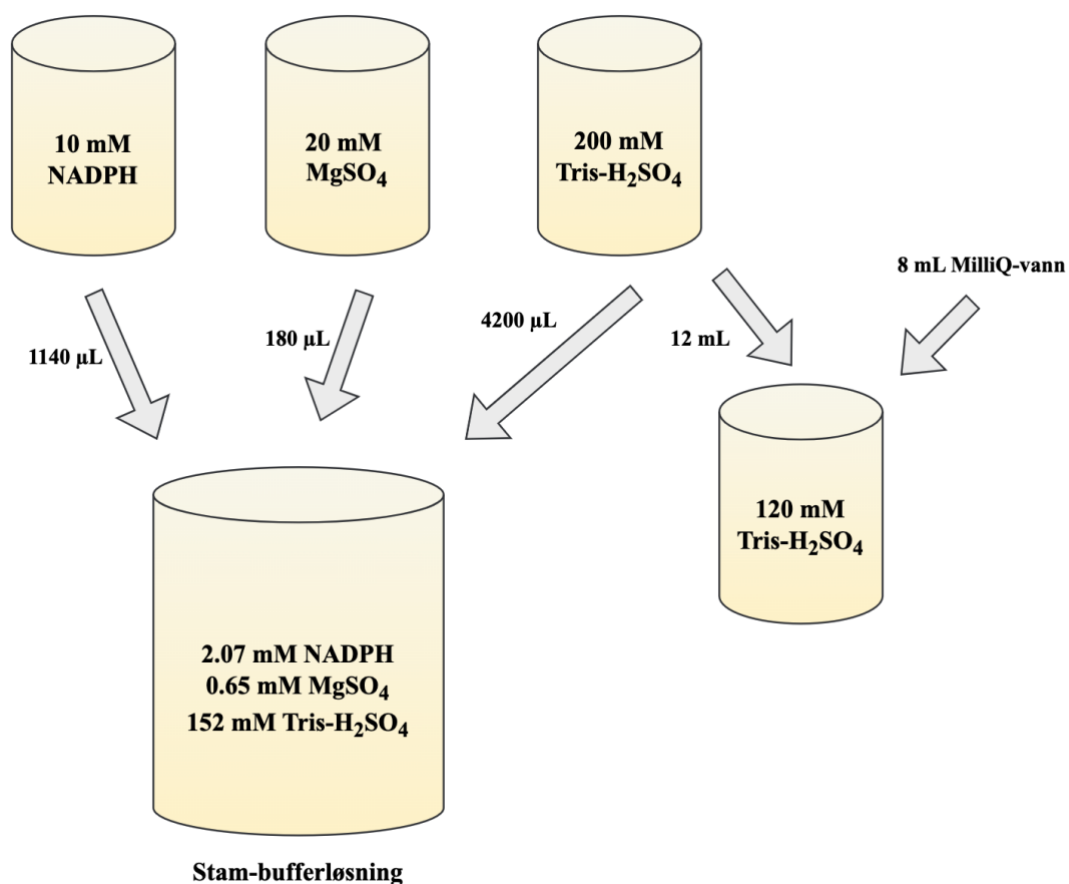 10 mM
NADPH
20 mM
MgSO₄
200 mM
Tris-H₂SO₄
8 mL MilliQ-vann
1140 µL
180 µL
4200 µL
12 mL
120 mM
Tris-H₂SO₄
2.07 mM NADPH
0.65 mM MgSO₄
152 mM Tris-H₂SO₄
Stam-bufferløsning